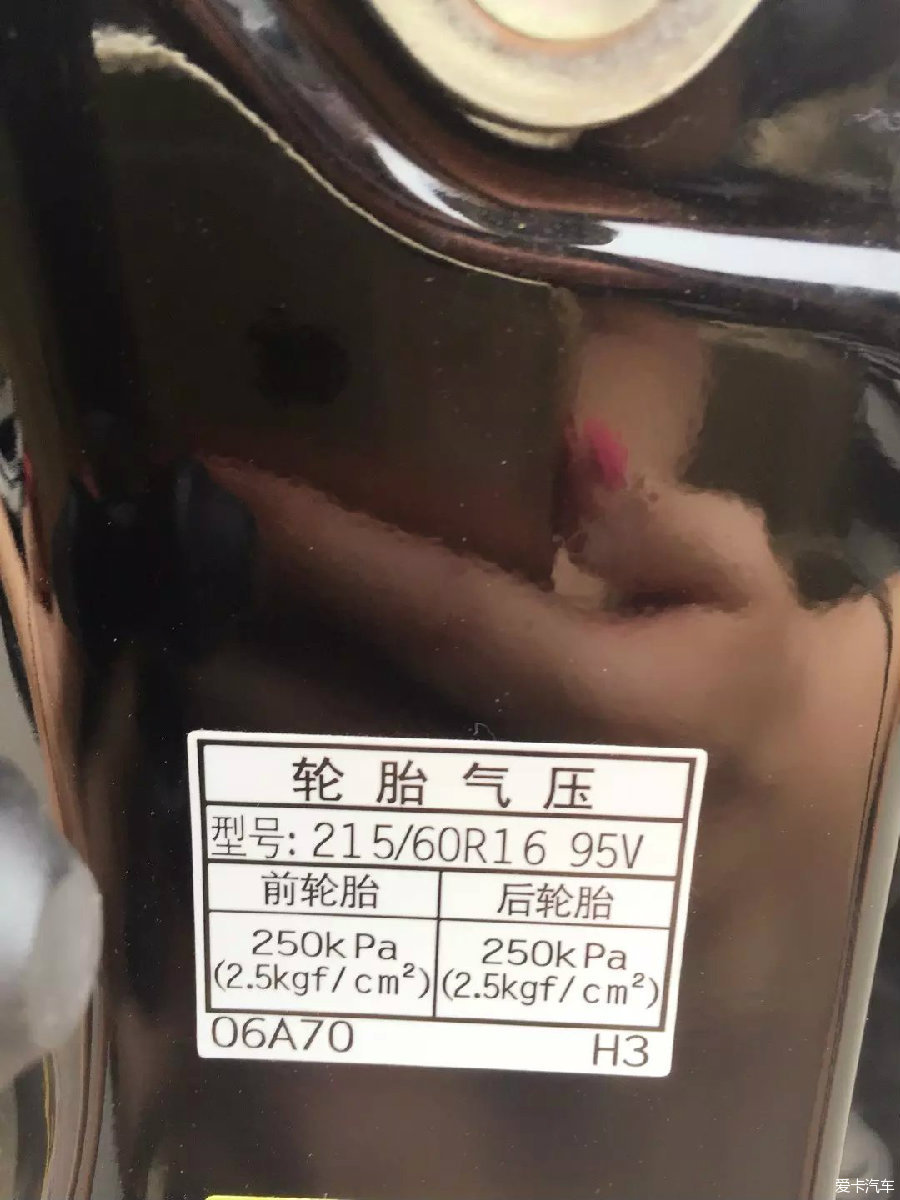 轮胎气压
型号: 215/60R16 95V
前轮胎 后轮胎
250kPa 250kPa
(2.5kgf/cm²) (2.5kgf/cm²)
06A70 H3
爱卡汽车